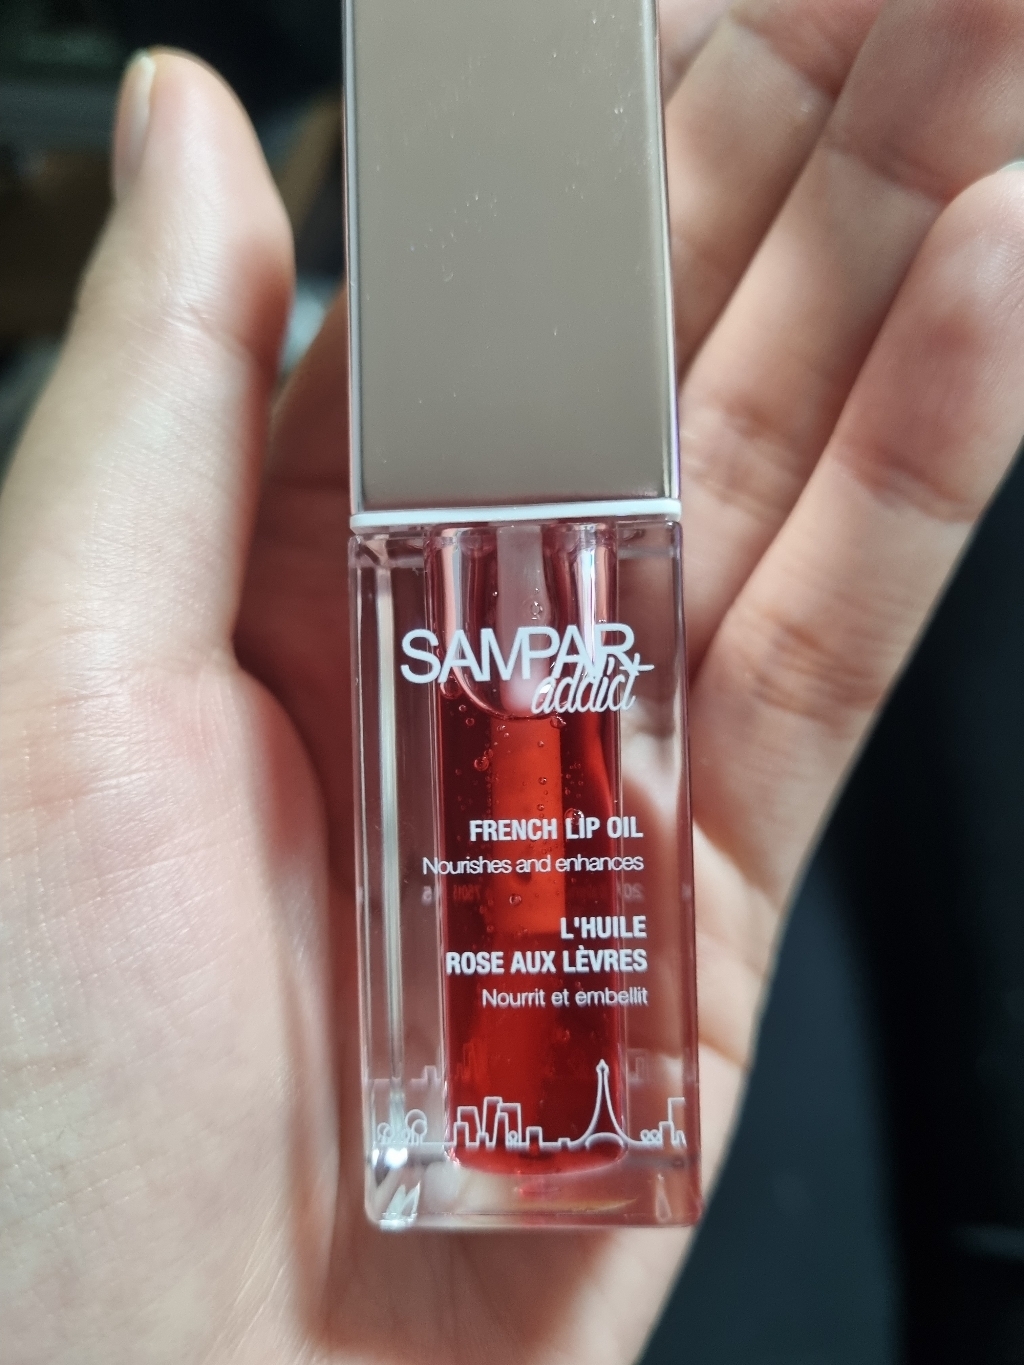 SAMPAR
addict
FRENCH LIP OIL
Nourishes and enhances
L'HUILE
ROSE AUX LÈVRES
Nourrit et embellit